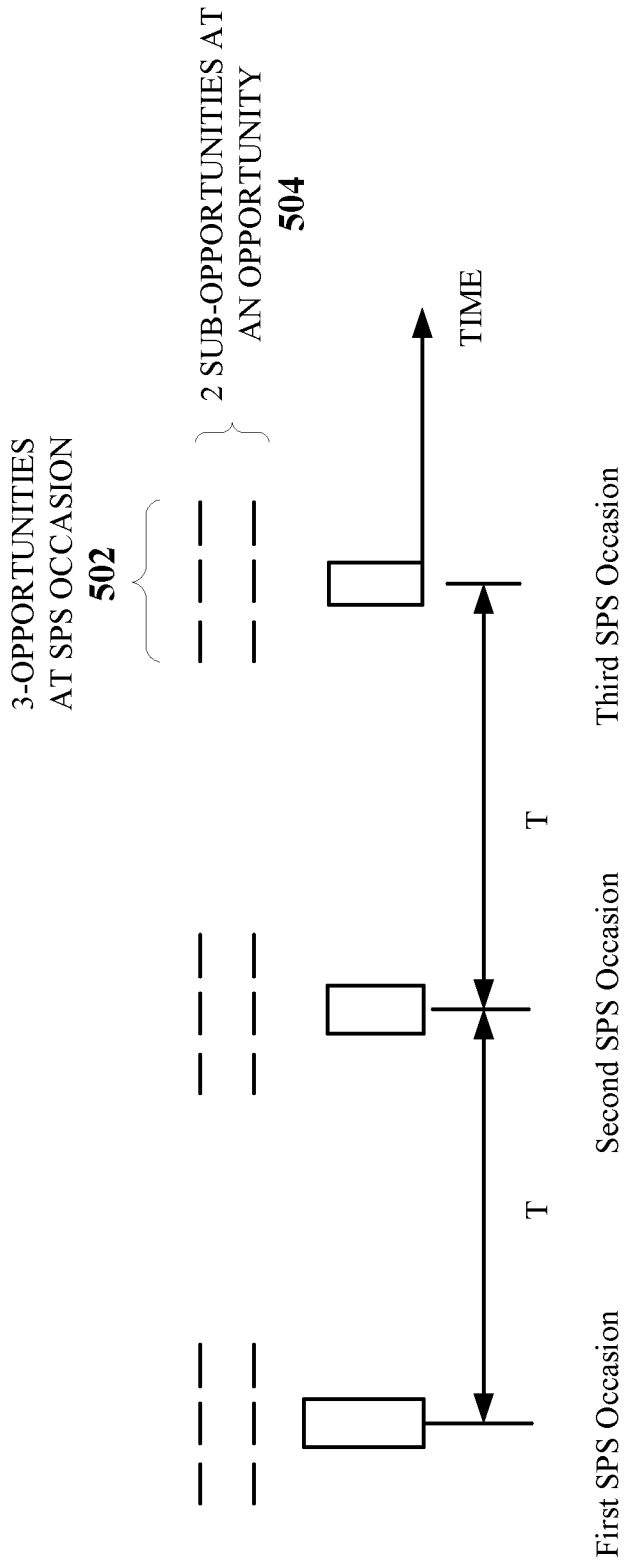 3-OPPORTUNITIES
AT SPS OCCASION
502
2 SUB-OPPORTUNITIES AT
AN OPPORTUNITY
504
TIME
T
T
First SPS Occasion
Second SPS Occasion
Third SPS Occasion